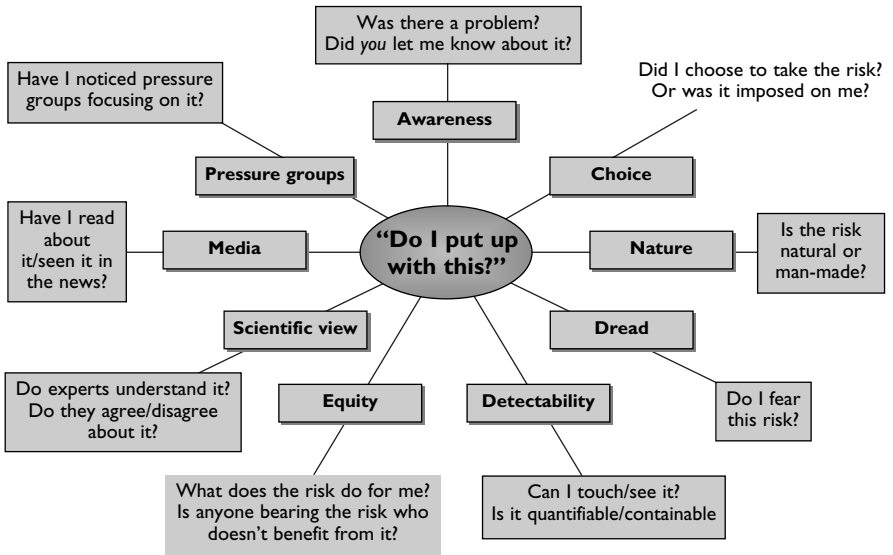 Was there a problem?
Did you let me know about it?
Awareness
Did I choose to take the risk?
Or was it imposed on me?
Choice
Is the risk
natural or
man-made?
Nature
Do I fear
this risk?
Dread
Can I touch/see it?
Is it quantifiable/containable
Detectability
What does the risk do for me?
Is anyone bearing the risk who
doesn’t benefit from it?
Equity
Do experts understand it?
Do they agree/disagree
about it?
Scientific view
Have I read
about
it/seen it in
the news?
Media
Have I noticed pressure
groups focusing on it?
Pressure groups
“Do I put up
with this?”